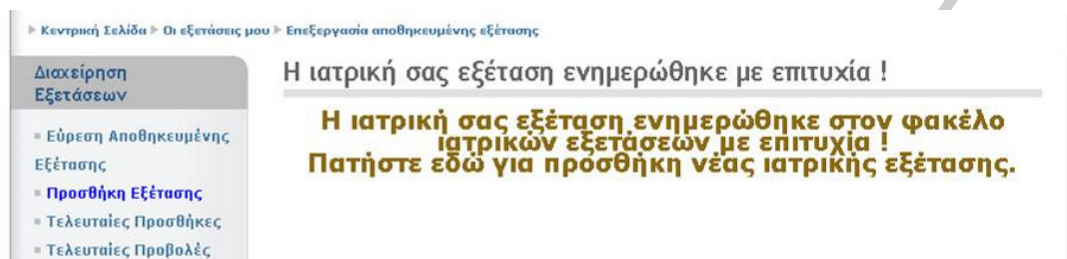 Κεντρική Σελίδα Οι εξετάσεις μου Επεξεργασία αποθηκευμένης εξέτασης
Διαχείρηση
Εξετάσεων
Εύρεση Αποθηκευμένης
Εξέτασης
Προσθήκη Εξέτασης
Τελευταίες Προσθήκες
Τελευταίες Προβολές
Η ιατρική σας εξέταση ενημερώθηκε με επιτυχία !
Η ιατρική σας εξέταση ενημερώθηκε στον φακέλο
ιατρικών εξετάσεων με επιτυχία !
Πατήστε εδώ για προσθήκη νέας ιατρικής εξέτασης.